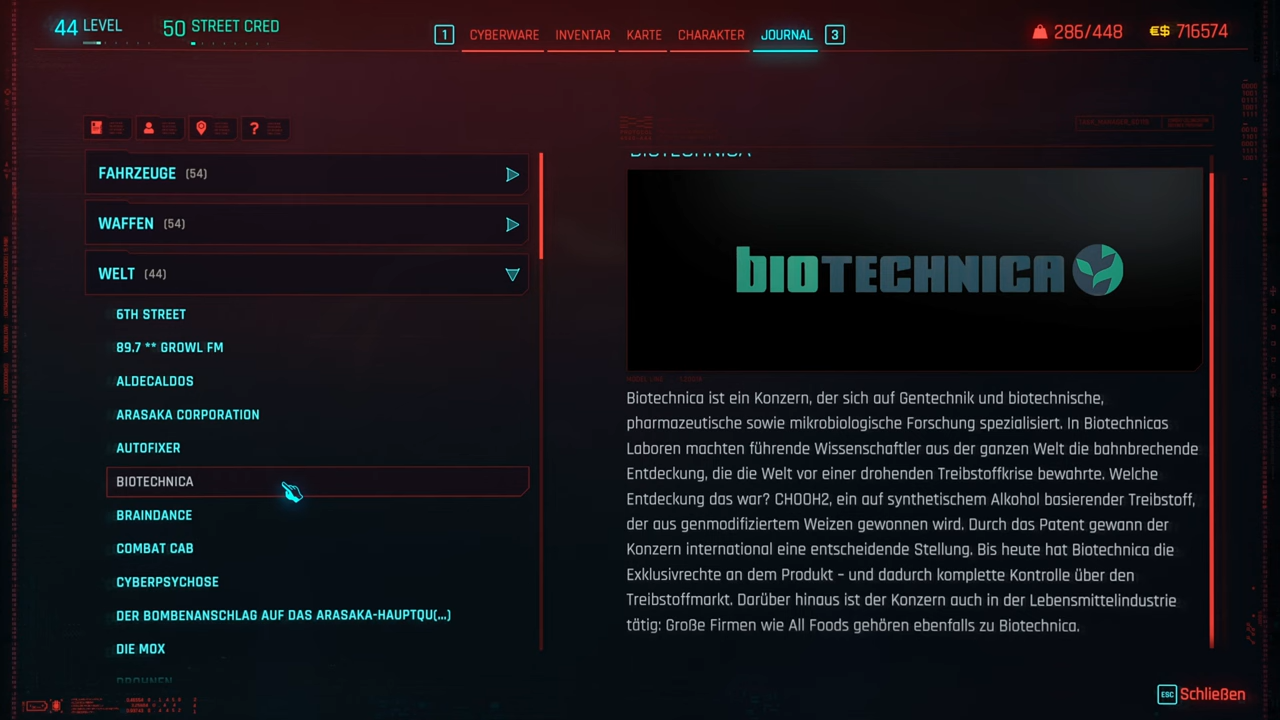 44 LEVEL
50 STREET CRED
1 CYBERWARE INVENTAR KARTE CHARAKTER JOURNAL 3
286/448
€$ 716574
?
FAHRZEUGE (54)
WAFFEN (54)
WELT (44)
6TH STREET
89.7 ** GROWL FM
ALDECALDOS
ARASAKA CORPORATION
AUTOFIXER
BIOTECHNICA
BRAINDANCE
COMBAT CAB
CYBERPSYCHOSE
DER BOMBENANSCHLAG AUF DAS ARASAKA-HAUPTQU(...)
DIE MOX
DROHNEN
BIOTECHNICA
bioTECHNICA
Biotechnica ist ein Konzern, der sich auf Gentechnik und biotechnische,
pharmazeutische sowie mikrobiologische Forschung spezialisiert. In Biotechnicas
Laboren machten führende Wissenschaftler aus der ganzen Welt die bahnbrechende
Entdeckung, die die Welt vor einer drohenden Treibstoffkrise bewahrte. Welche
Entdeckung das war? CHOOH2, ein auf synthetischem Alkohol basierender Treibstoff,
der aus genmodifiziertem Weizen gewonnen wird. Durch das Patent gewann der
Konzern international eine entscheidende Stellung. Bis heute hat Biotechnica die
Exklusivrechte an dem Produkt – und dadurch komplette Kontrolle über den
Treibstoffmarkt. Darüber hinaus ist der Konzern auch in der Lebensmittelindustrie
tätig: Große Firmen wie All Foods gehören ebenfalls zu Biotechnica.
ESC Schließen